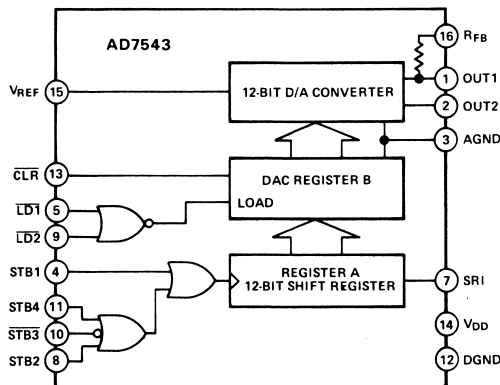 AD7543
16 RFB
VREF 15
12-BIT D/A CONVERTER
1 OUT1
2 OUT2
3 AGND
CLR 13
DAC REGISTER B
LOAD
LD1 5
LD2 9
STB1 4
REGISTER A
12-BIT SHIFT REGISTER
7 SRI
STB4 11
STB3 10
STB2 8
14 VDD
12 DGND